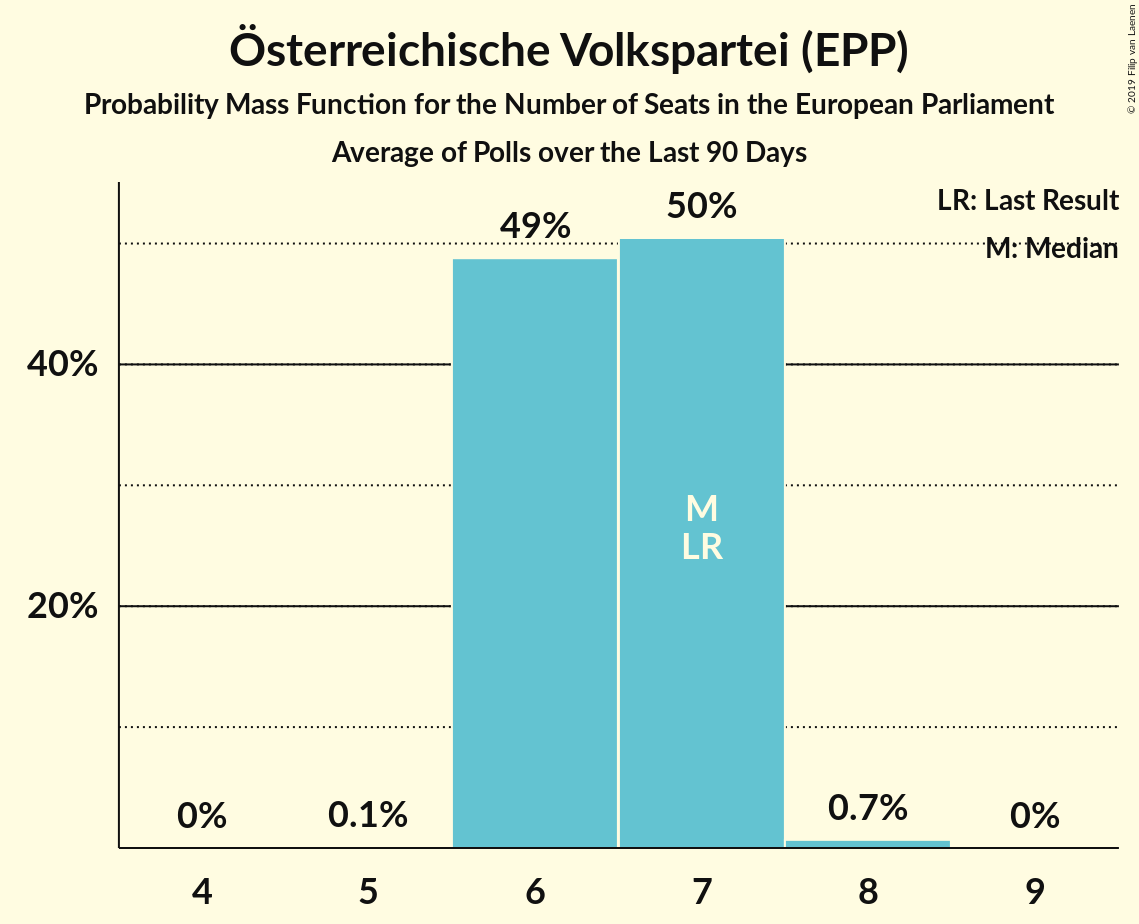 Österreichische Volkspartei (EPP)
Probability Mass Function for the Number of Seats in the European Parliament
Average of Polls over the Last 90 Days
© 2019 Filip van Laenen
LR: Last Result
M: Median
49%
50%
40%
20%
M
LR
0%
0.1%
0.7%
0%
4
5
6
7
8
9